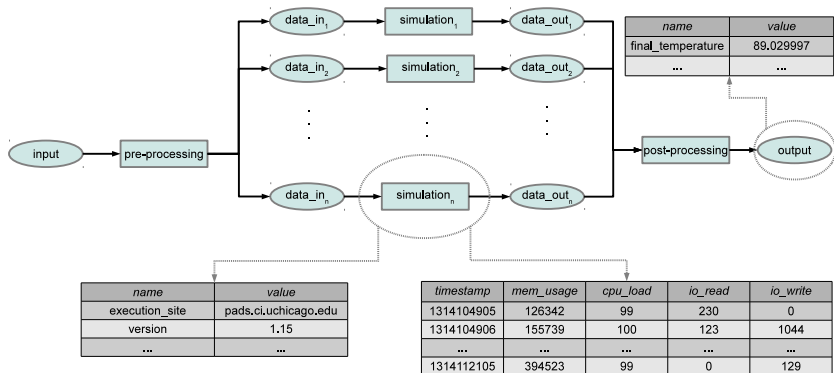 data_in1 simulation1 data_out1
name value
final_temperature 89.029997
... ...
data_in2 simulation2 data_out2
. . .
. . .
. . .
input pre-processing post-processing output
data_inn simulationn data_outn
name value
execution_site pads.ci.uchicago.edu
version 1.15
... ...
timestamp mem_usage cpu_load io_read io_write
1314104905 126342 99 230 0
1314104906 155739 100 123 1044
... ... ... ... ...
1314112105 394523 99 0 129